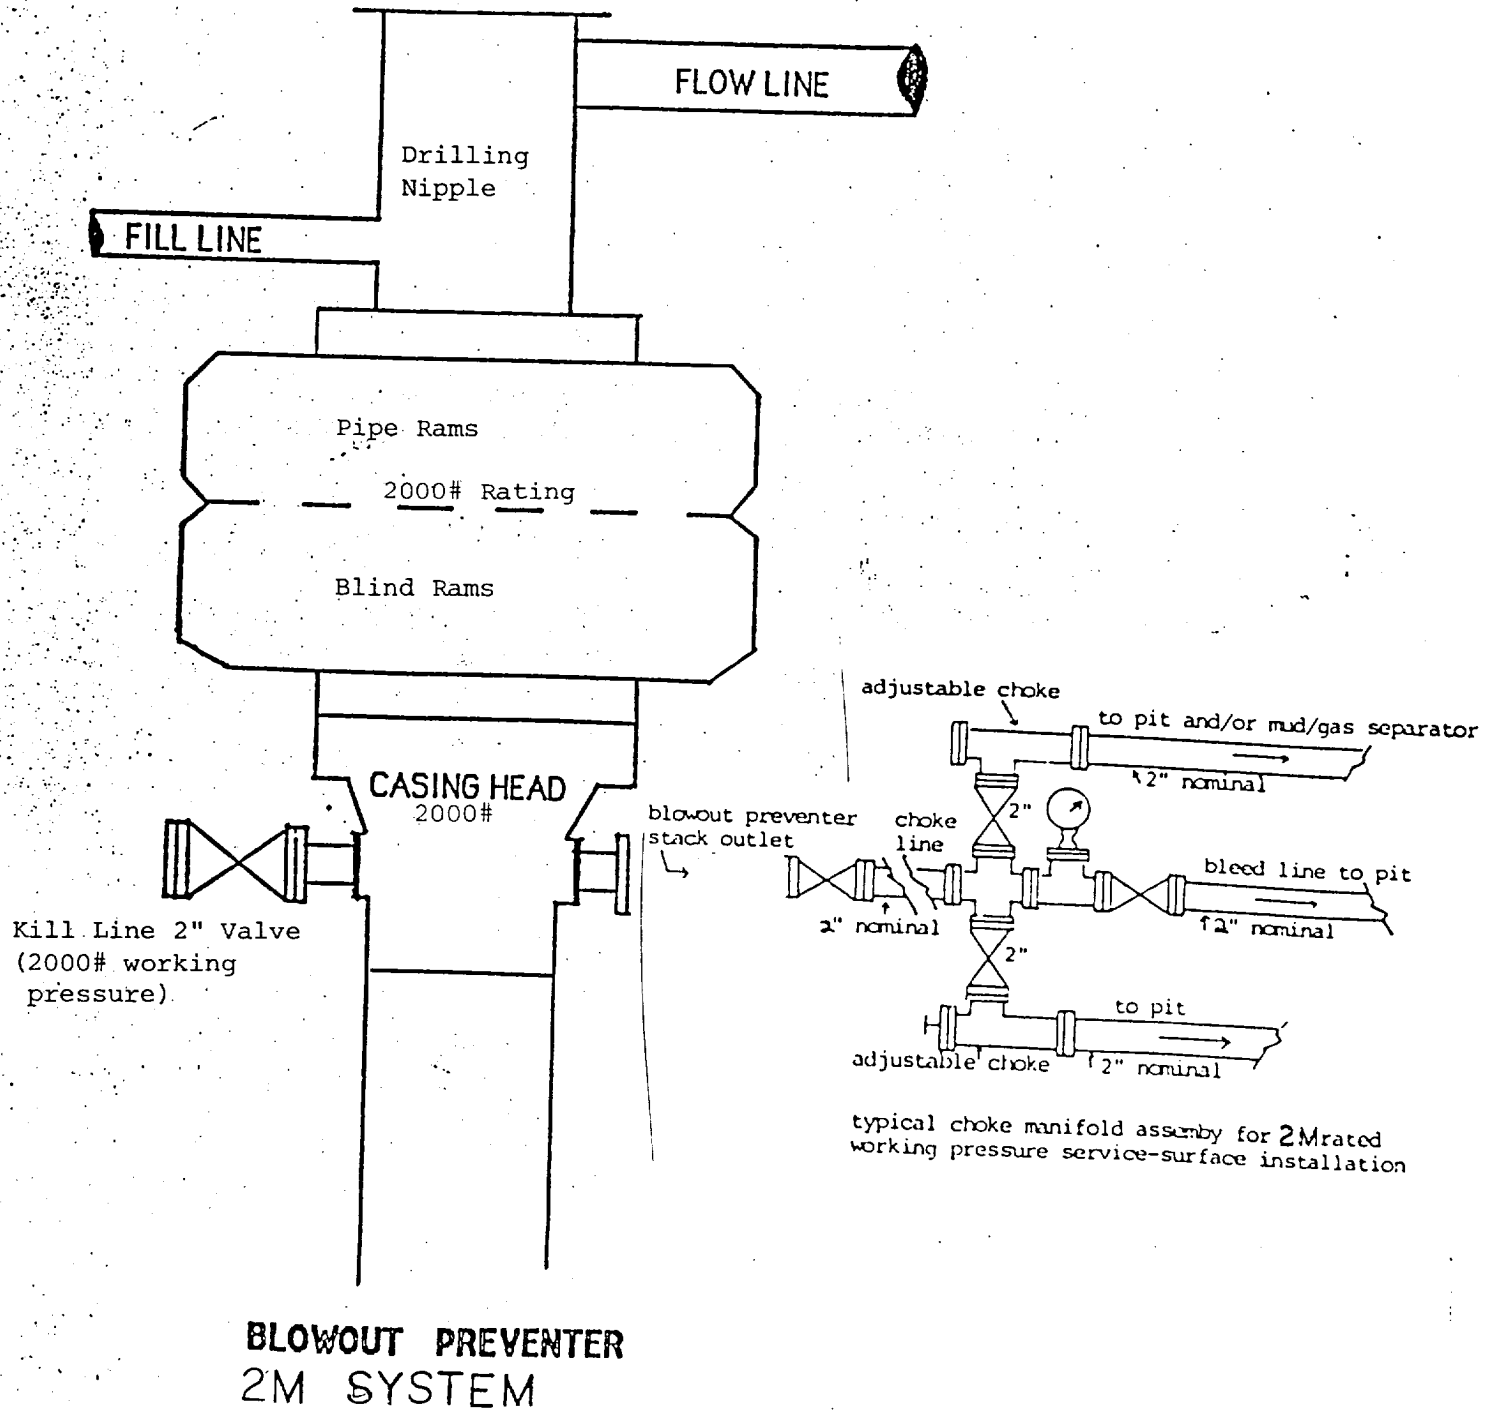 FLOW LINE
Drilling
Nipple
FILL LINE
Pipe Rams
2000# Rating
Blind Rams
CASING HEAD
2000#
Kill Line 2" Valve
(2000# working
pressure)
blowout preventer
stack outlet
choke
line
2" nominal
adjustable choke
to pit and/or mud/gas separator
2" nominal
2"
bleed line to pit
2" nominal
2"
to pit
adjustable choke
2" nominal
typical choke manifold assemby for 2M rated
working pressure service-surface installation
BLOWOUT PREVENTER
2M SYSTEM